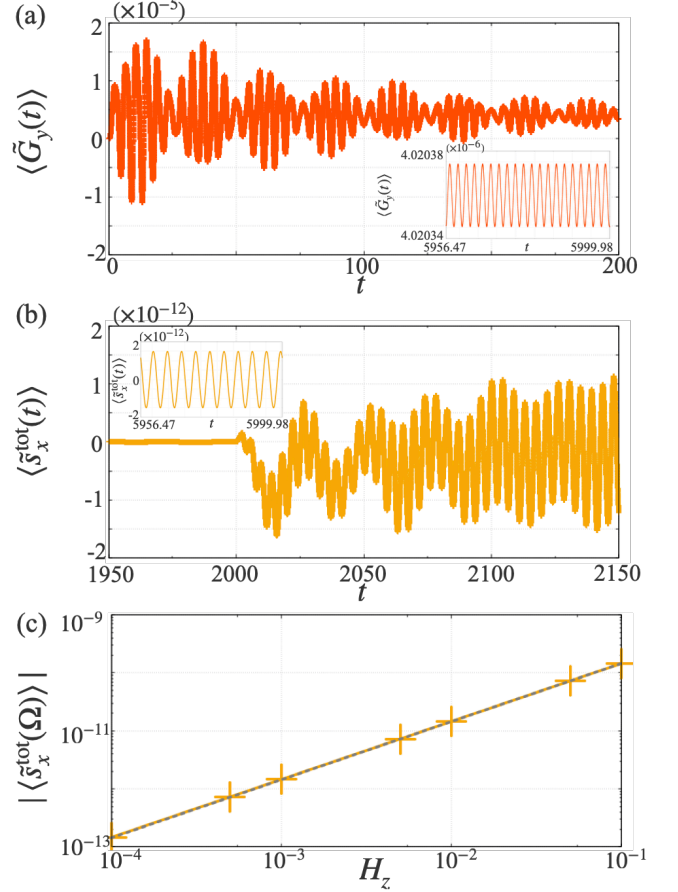 (a)
(×10−5)
2
1
0
-1
-2
⟨G̃y(t)⟩
0
100
200
t
(×10−6)
4.02038
4.02034
⟨G̃y(t)⟩
5956.47
t
5999.98
(b)
(×10−12)
2
1
0
-1
-2
⟨s̃xtot(t)⟩
1950
2000
2050
2100
2150
t
(×10−12)
2
0
-2
⟨s̃xtot(t)⟩
5956.47
t
5999.98
(c)
10−9
10−11
10−13
|⟨s̃xtot(Ω)⟩|
10−4
10−3
10−2
10−1
Hz